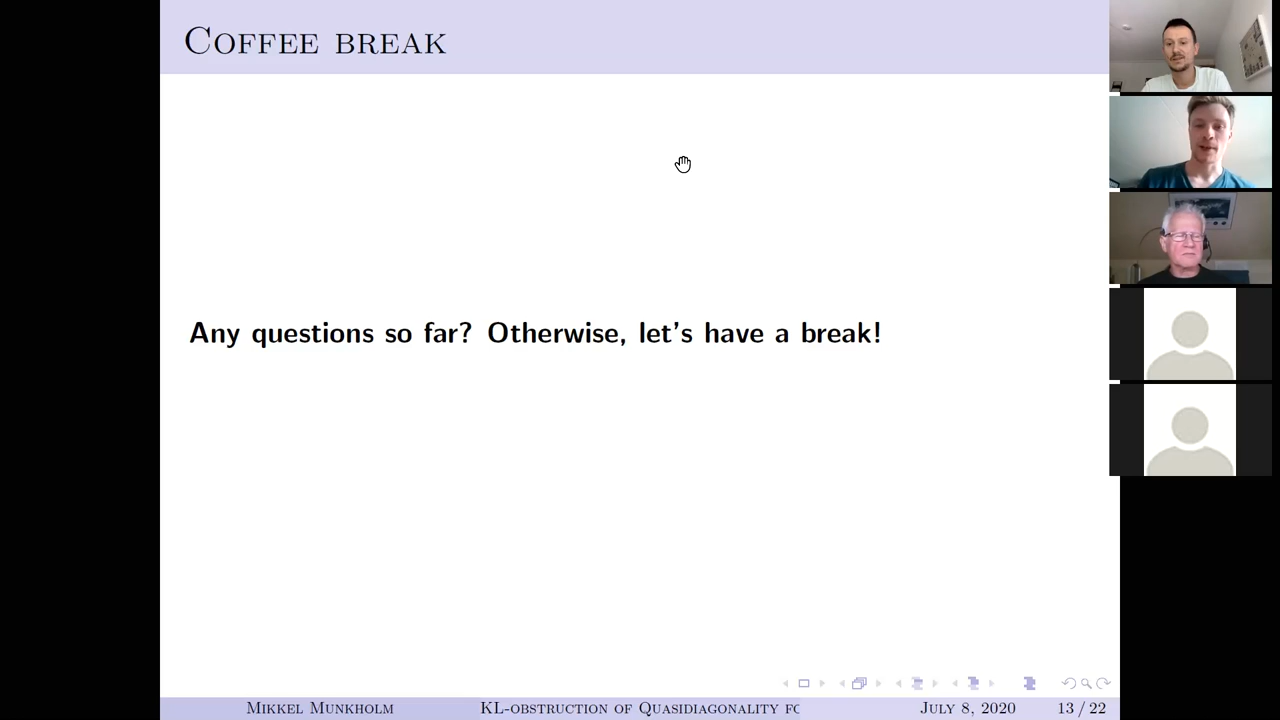 Coffee break
Any questions so far? Otherwise, let's have a break!
Mikkel Munkholm KL-obstruction of Quasidiagonality fo July 8, 2020 13 / 22